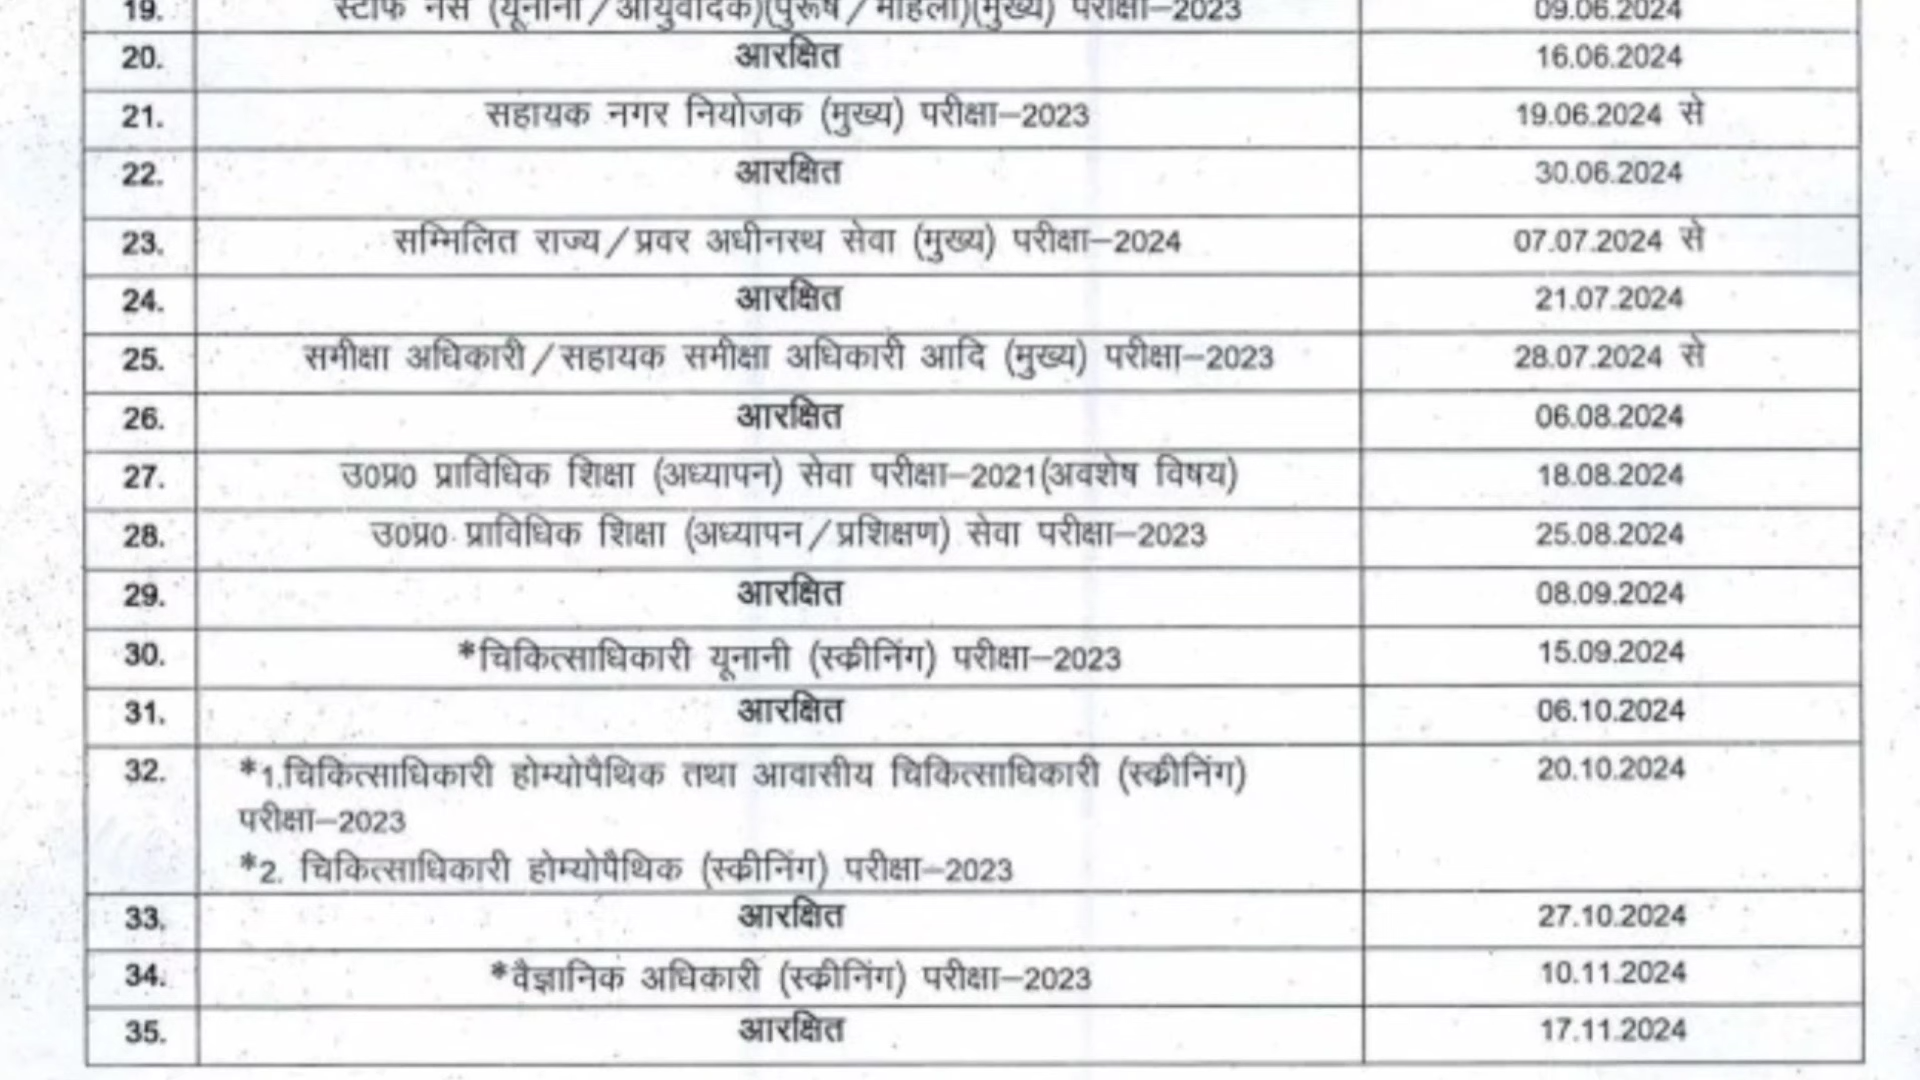 19. स्टाफ नर्स (यूनानी/आयुर्वेदिक)(पुरूष/महिला)(मुख्य) परीक्षा–2023 09.06.2024
20. आरक्षित 16.06.2024
21. सहायक नगर नियोजक (मुख्य) परीक्षा–2023 19.06.2024 से
22. आरक्षित 30.06.2024
23. सम्मिलित राज्य/प्रवर अधीनस्थ सेवा (मुख्य) परीक्षा–2024 07.07.2024 से
24. आरक्षित 21.07.2024
25. समीक्षा अधिकारी/सहायक समीक्षा अधिकारी आदि (मुख्य) परीक्षा–2023 28.07.2024 से
26. आरक्षित 06.08.2024
27. उ0प्र0 प्राविधिक शिक्षा (अध्यापन) सेवा परीक्षा–2021(अवशेष विषय) 18.08.2024
28. उ0प्र0 प्राविधिक शिक्षा (अध्यापन/प्रशिक्षण) सेवा परीक्षा–2023 25.08.2024
29. आरक्षित 08.09.2024
30. *चिकित्साधिकारी यूनानी (स्क्रीनिंग) परीक्षा–2023 15.09.2024
31. आरक्षित 06.10.2024
32. *1.चिकित्साधिकारी होम्योपैथिक तथा आवासीय चिकित्साधिकारी (स्क्रीनिंग) 20.10.2024
परीक्षा–2023
*2. चिकित्साधिकारी होम्योपैथिक (स्क्रीनिंग) परीक्षा–2023
33. आरक्षित 27.10.2024
34. *वैज्ञानिक अधिकारी (स्क्रीनिंग) परीक्षा–2023 10.11.2024
35. आरक्षित 17.11.2024